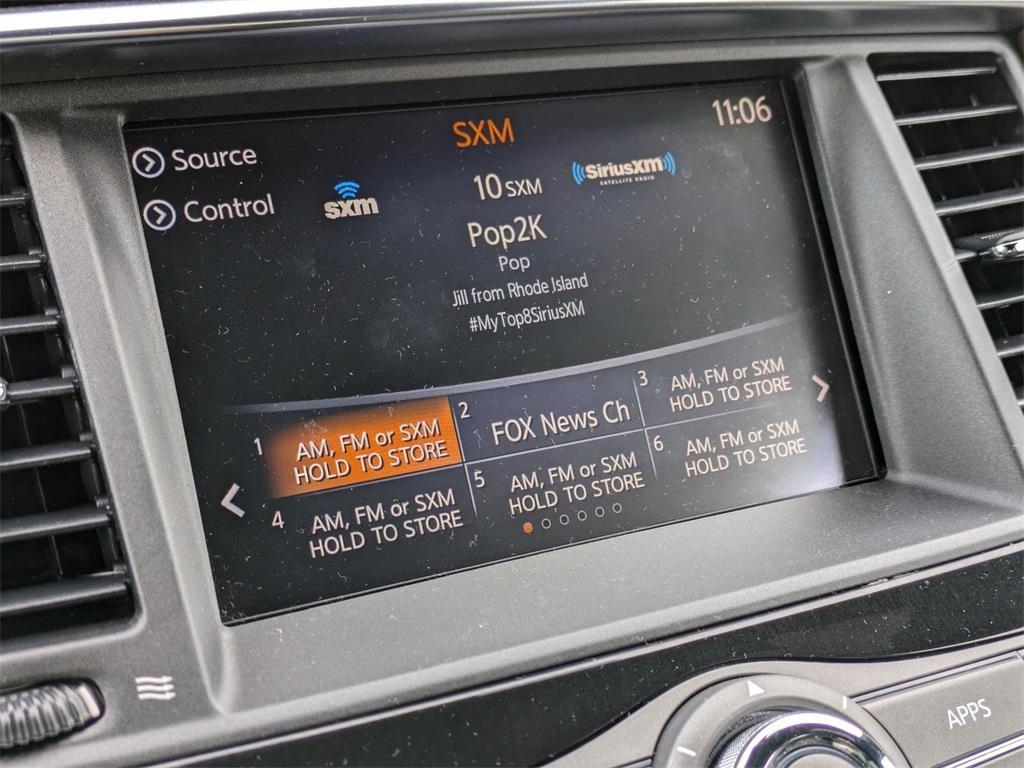 SXM
11:06
Source
Control
sxm
10 SXM
SiriusXM
SATELLITE RADIO
Pop2K
Pop
Jill from Rhode Island
#MyTop8SiriusXM
1 AM, FM or SXM
HOLD TO STORE
2 FOX News Ch
3 AM, FM or SXM
HOLD TO STORE
4 AM, FM or SXM
HOLD TO STORE
5 AM, FM or SXM
HOLD TO STORE
6 AM, FM or SXM
HOLD TO STORE
APPS